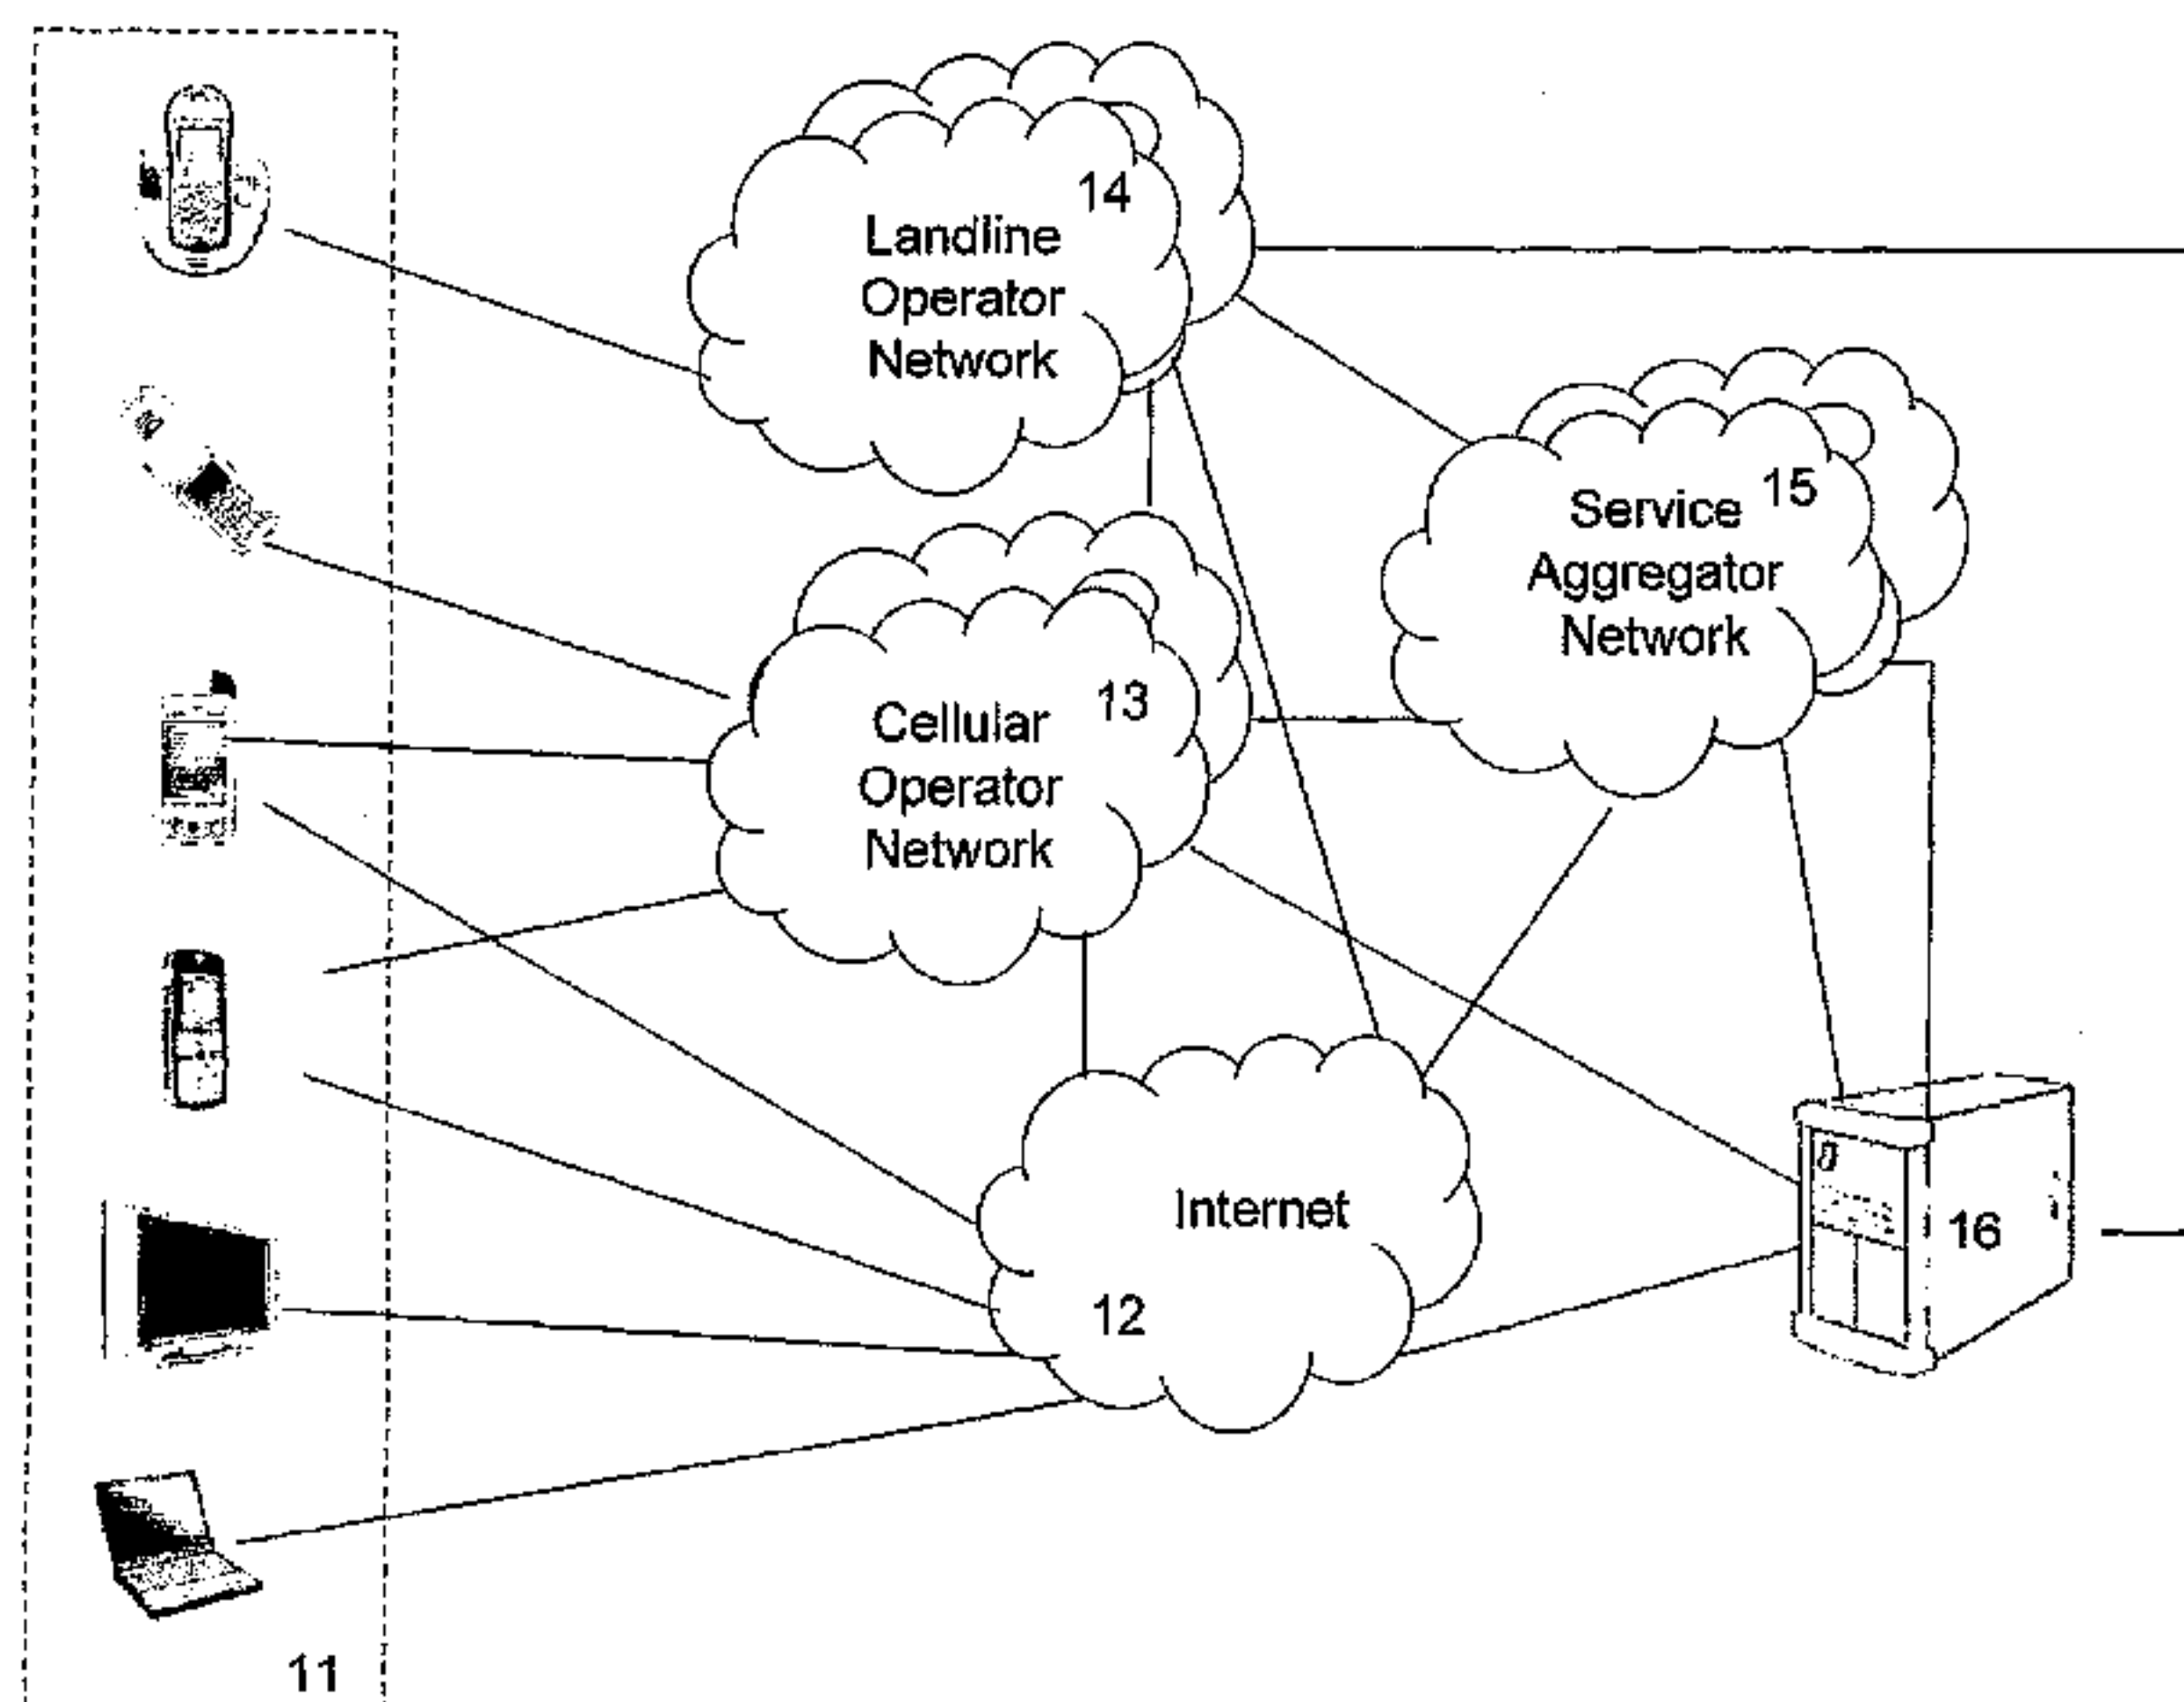 14
Landline
Operator
Network
15
Service
Aggregator
Network
13
Cellular
Operator
Network
Internet
12
16
11